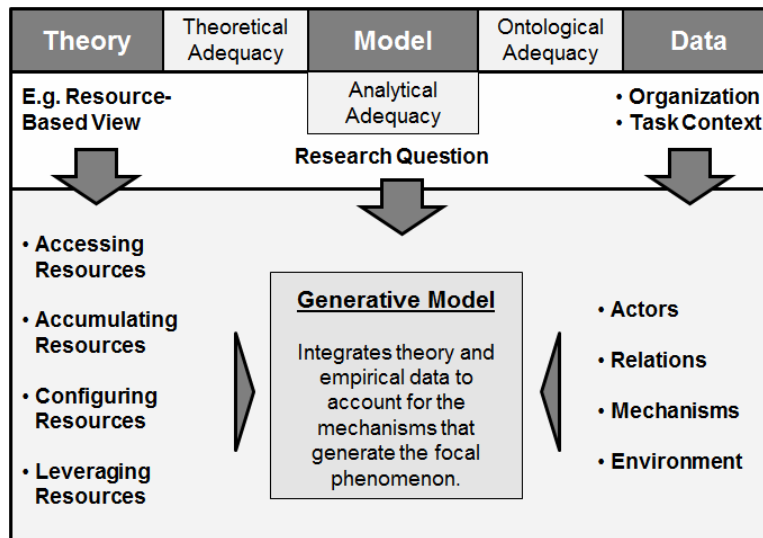 Theory
Theoretical
Adequacy
Model
Ontological
Adequacy
Data
E.g. Resource-
Based View
Analytical
Adequacy
• Organization
• Task Context
Research Question
• Accessing
Resources
• Accumulating
Resources
• Configuring
Resources
• Leveraging
Resources
Generative Model
Integrates theory and
empirical data to
account for the
mechanisms that
generate the focal
phenomenon.
• Actors
• Relations
• Mechanisms
• Environment